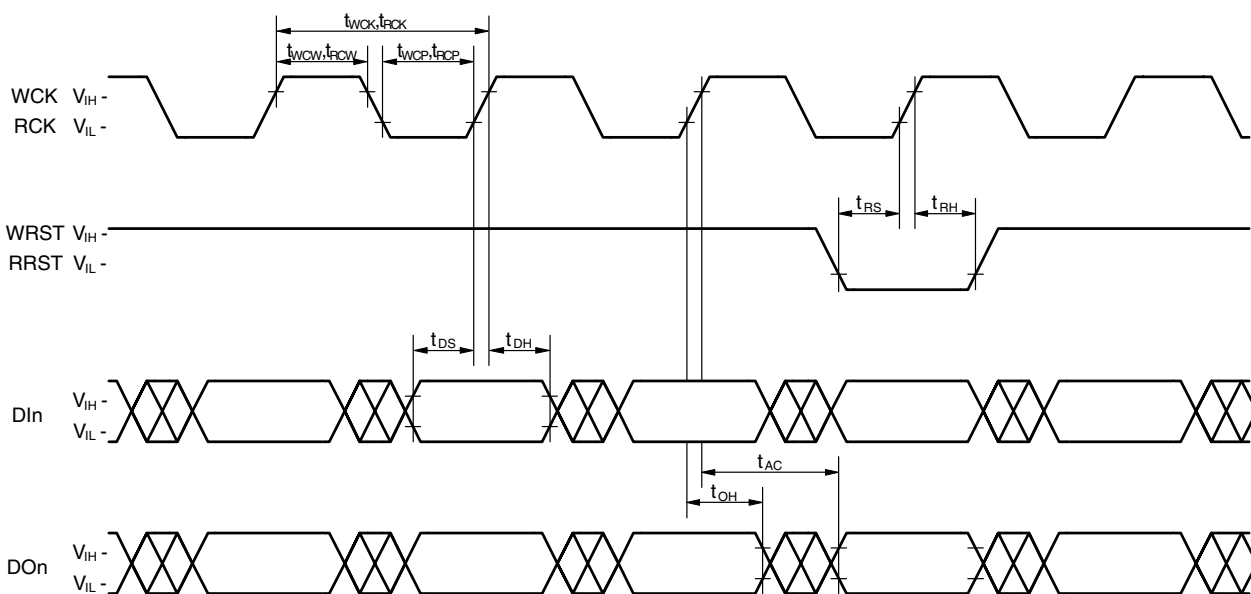 tWCK,tRCK
tWCW,tRCW tWCP,tRCP
WCK VIH -
RCK VIL -
tRS tRH
WRST VIH -
RRST VIL -
tDS tDH
DIn
VIH -
VIL -
tAC
tOH
DOn
VIH -
VIL -